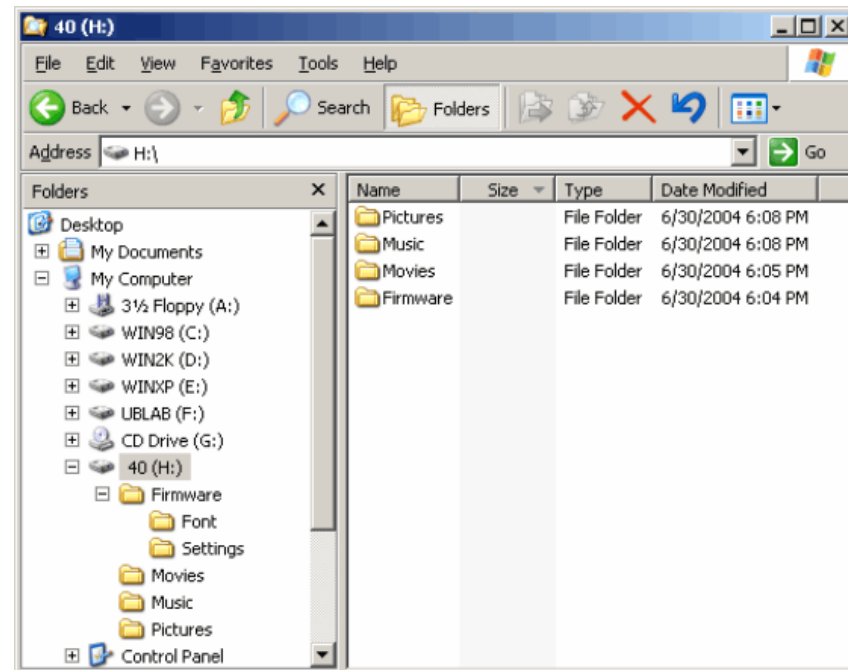 40 (H:)
File Edit View Favorites Tools Help
Back Search Folders
Address H:\ Go
Folders
Desktop
My Documents
My Computer
3½ Floppy (A:)
WIN98 (C:)
WIN2K (D:)
WINXP (E:)
UBLAB (F:)
CD Drive (G:)
40 (H:)
Firmware
Font
Settings
Movies
Music
Pictures
Control Panel
Name Size Type Date Modified
Pictures File Folder 6/30/2004 6:08 PM
Music File Folder 6/30/2004 6:08 PM
Movies File Folder 6/30/2004 6:05 PM
Firmware File Folder 6/30/2004 6:04 PM